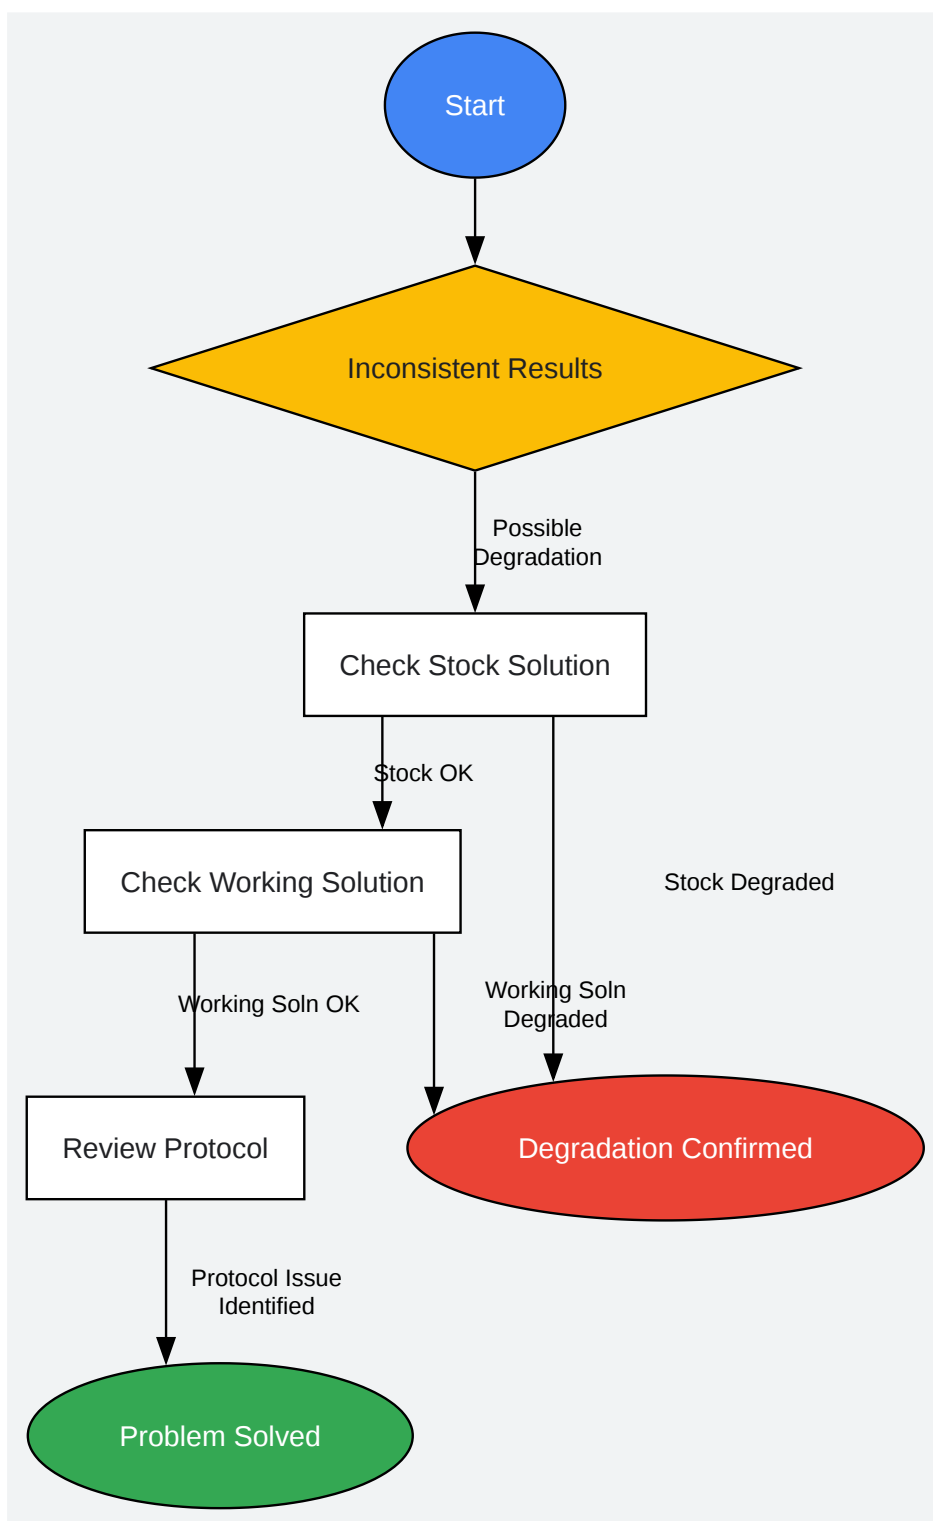 Start
Inconsistent Results
Possible
Degradation
Check Stock Solution
Stock OK
Check Working Solution
Stock Degraded
Working Soln OK
Working Soln
Degraded
Review Protocol
Degradation Confirmed
Protocol Issue
Identified
Problem Solved